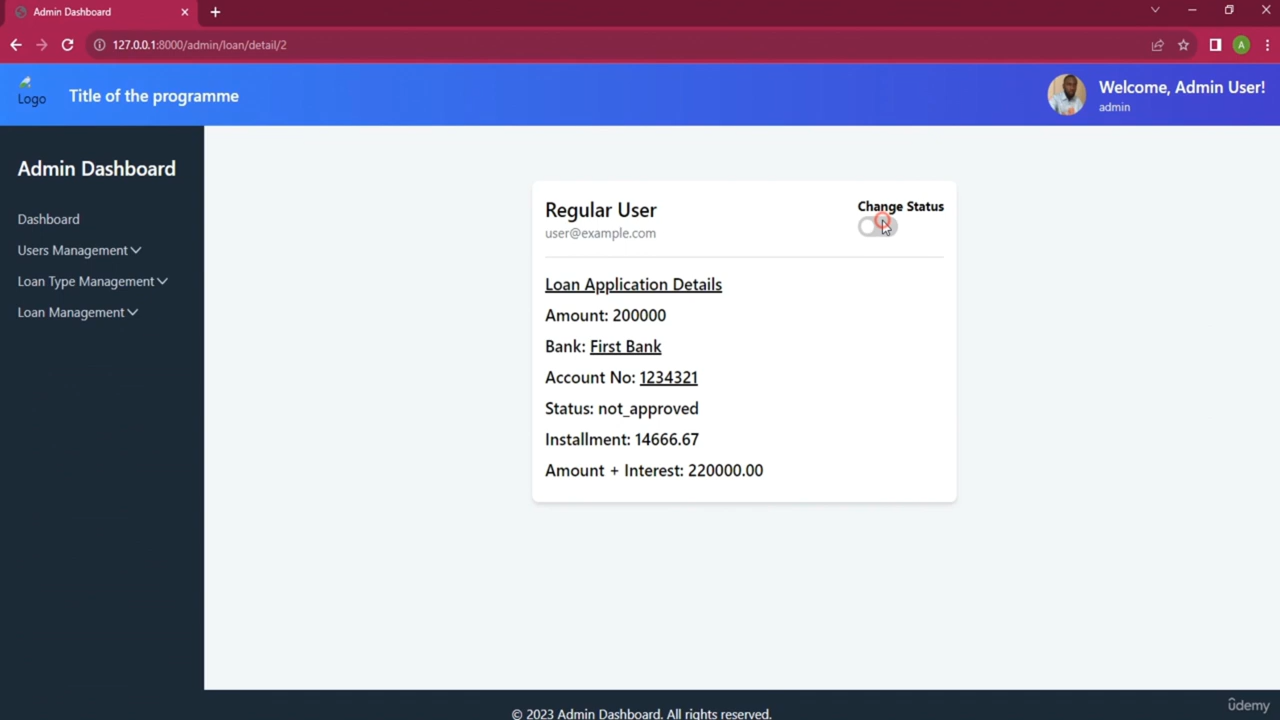 Admin Dashboard
127.0.0.1:8000/admin/loan/detail/2
A
Logo
Title of the programme
Welcome, Admin User!
admin
Admin Dashboard
Dashboard
Users Management
Loan Type Management
Loan Management
Regular User
user@example.com
Change Status
Loan Application Details
Amount: 200000
Bank: First Bank
Account No: 1234321
Status: not_approved
Installment: 14666.67
Amount + Interest: 220000.00
© 2023 Admin Dashboard. All rights reserved.
ûdemy